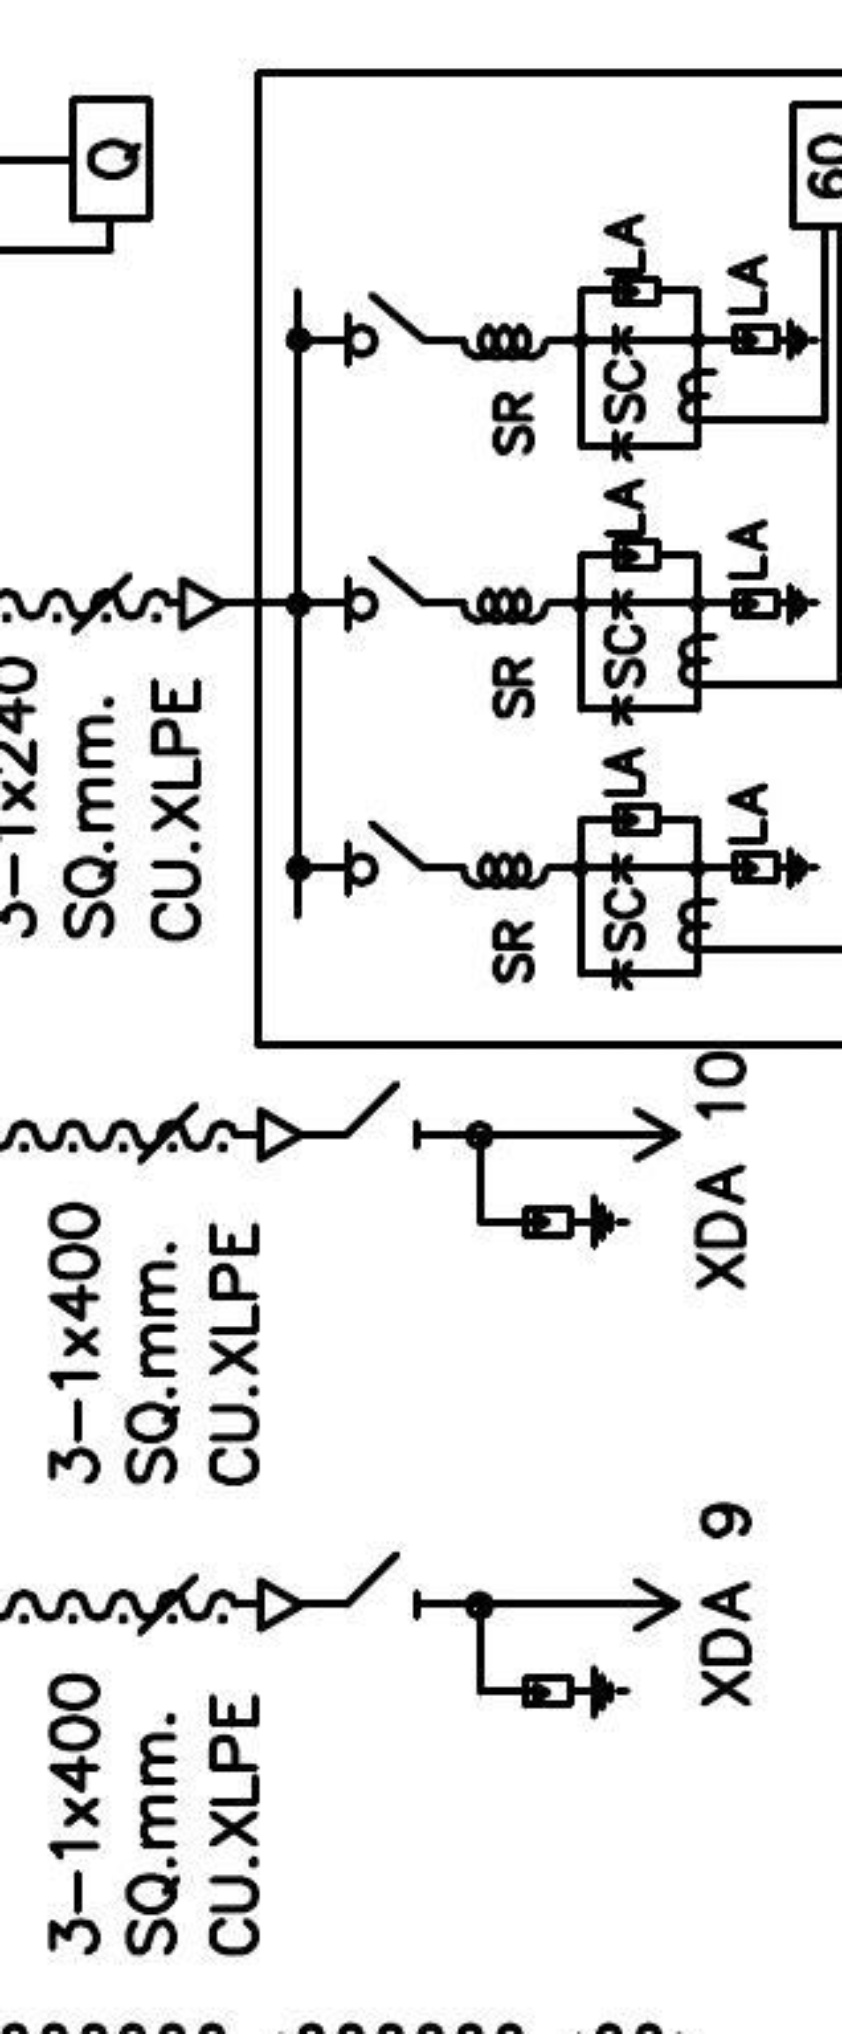 3-1x400
SQ.mm.
CU.XLPE
XDA 9
3-1x400
SQ.mm.
CU.XLPE
XDA 10
3-1x240
SQ.mm.
CU.XLPE
SR
SC
LA
LA
SR
SC
LA
LA
SR
SC
LA
LA
Q